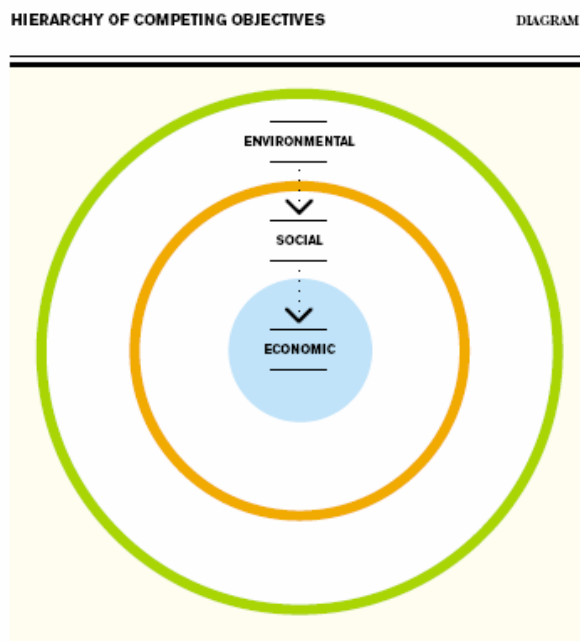 HIERARCHY OF COMPETING OBJECTIVES DIAGRAM
ENVIRONMENTAL
SOCIAL
ECONOMIC